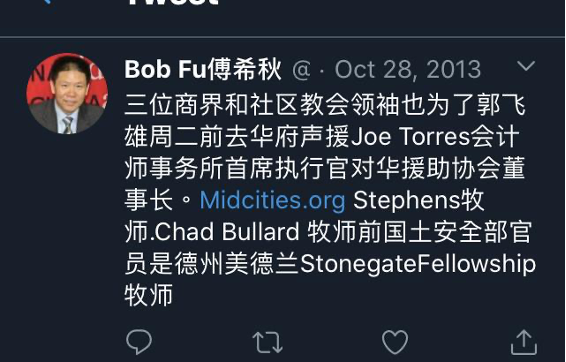 Tweet
Bob Fu傅希秋 @ · Oct 28, 2013
三位商界和社区教会领袖也为了郭飞
雄周二前去华府声援Joe Torres会计
师事务所首席执行官对华援助协会董
事长。Midcities.org Stephens牧
师.Chad Bullard 牧师前国土安全部官
员是德州美德兰StonegateFellowship
牧师